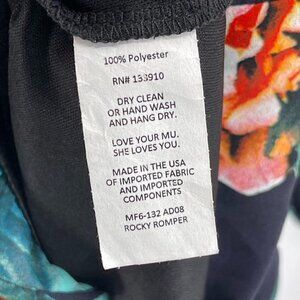 100% Polyester
RN# 133910
DRY CLEAN
OR HAND WASH
AND HANG DRY.
LOVE YOUR MU.
SHE LOVES YOU.
MADE IN THE USA
OF IMPORTED FABRIC
AND IMPORTED
COMPONENTS
MF6-132 AD08
ROCKY ROMPER